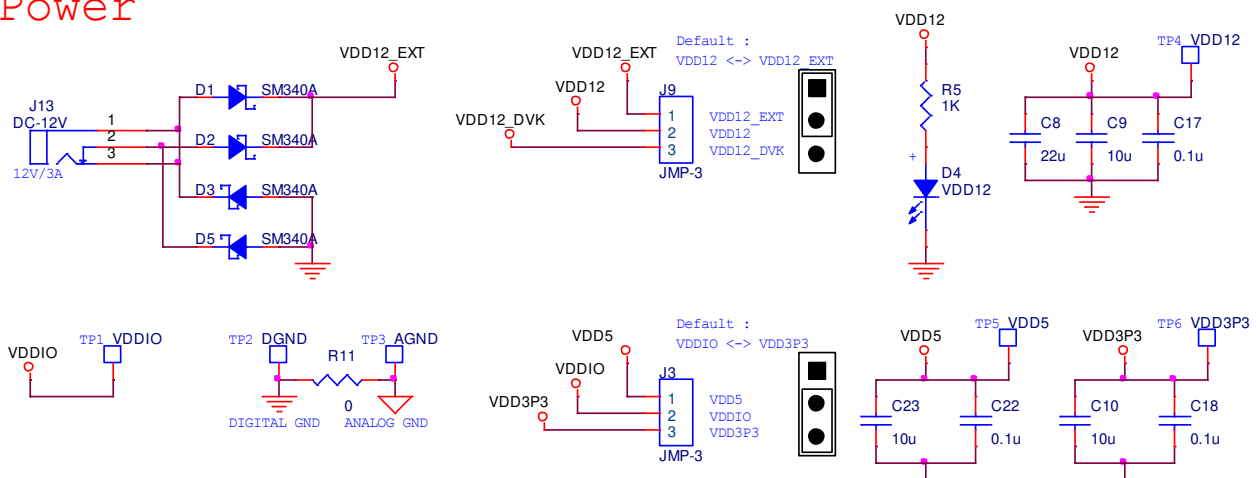 Power
VDD12_EXT
D1 SM340A
J13
DC-12V
1
2
3
12V/3A
D2 SM340A
D3 SM340A
D5 SM340A
VDD12_EXT
VDD12
VDD12_DVK
Default :
VDD12 <-> VDD12_EXT
J9
1 VDD12_EXT
2 VDD12
3 VDD12_DVK
JMP-3
VDD12
R5
1K
+
D4
VDD12
VDD12
TP4 VDD12
C8
22u
C9
10u
C17
0.1u
VDDIO
TP1 VDDIO
TP2 DGND
TP3 AGND
R11
0
DIGITAL GND
ANALOG GND
VDD5
VDDIO
VDD3P3
Default :
VDDIO <-> VDD3P3
J3
1 VDD5
2 VDDIO
3 VDD3P3
JMP-3
VDD5
TP5 VDD5
C23
10u
C22
0.1u
VDD3P3
TP6 VDD3P3
C10
10u
C18
0.1u